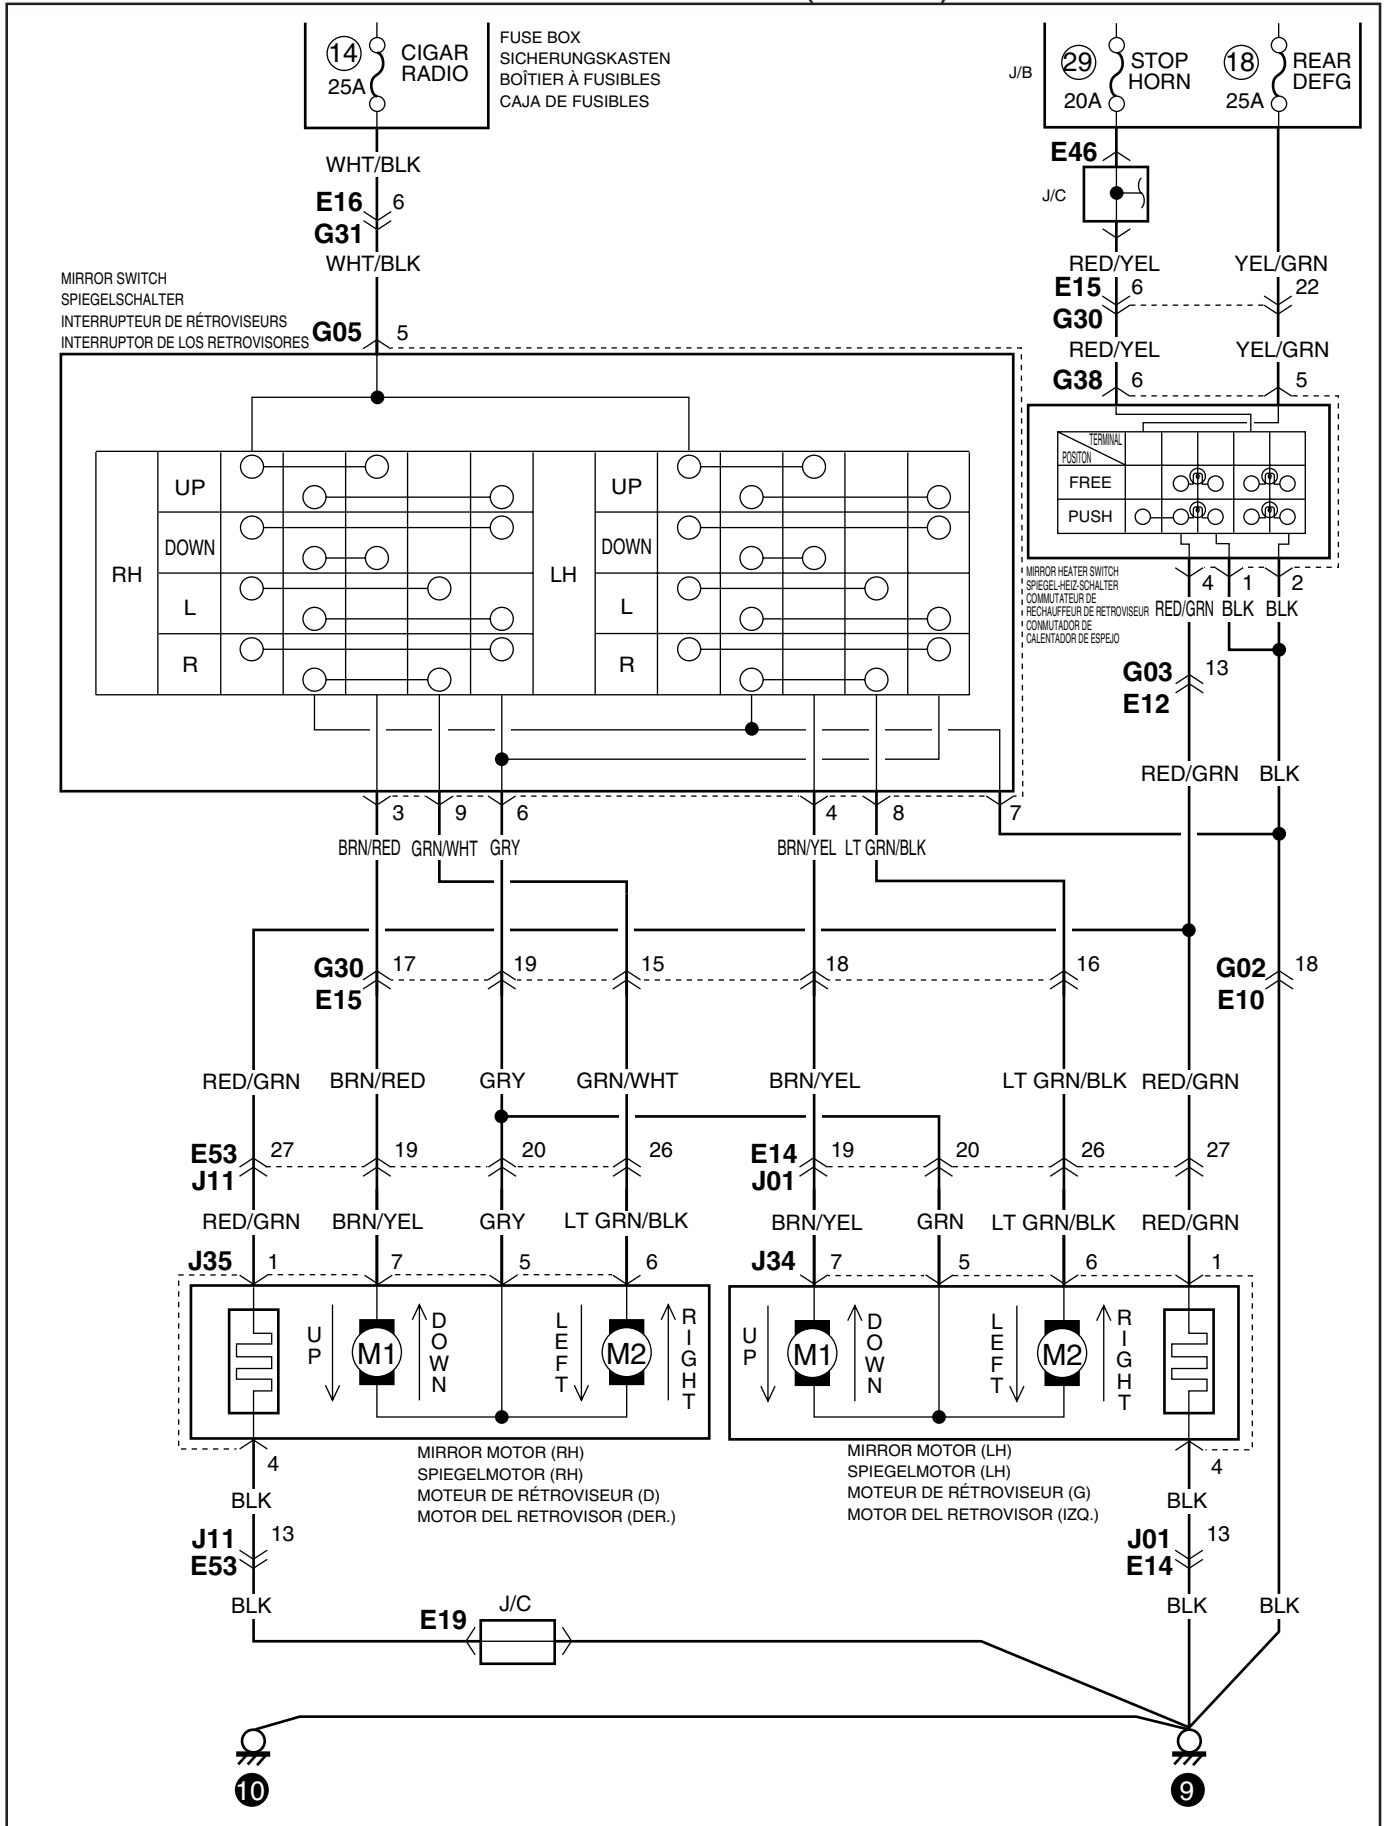 14
25A
CIGAR
RADIO
FUSE BOX
SICHERUNGSKASTEN
BOÎTIER À FUSIBLES
CAJA DE FUSIBLES
J/B
29
20A
STOP
HORN
18
25A
REAR
DEFG
WHT/BLK
E16 6
G31
WHT/BLK
E46
J/C
RED/YEL YEL/GRN
E15 6 22
G30
RED/YEL YEL/GRN
G38 6 5
MIRROR SWITCH
SPIEGELSCHALTER
INTERRUPTEUR DE RÉTROVISEURS
INTERRUPTOR DE LOS RETROVISORES
G05 5
RH
UP
DOWN
L
R
LH
UP
DOWN
L
R
TERMINAL
POSITON
FREE
PUSH
MIRROR HEATER SWITCH
SPIEGEL-HEIZ-SCHALTER
COMMUTATEUR DE
RECHAUFFEUR DE RETROVISEUR
CONMUTADOR DE
CALENTADOR DE ESPEJO
4 1 2
RED/GRN BLK BLK
G03 13
E12
RED/GRN BLK
3 9 6 4 8 7
BRN/RED GRN/WHT GRY BRN/YEL LT GRN/BLK
G30 17 19 15 18 16
E15
G02 18
E10
RED/GRN BRN/RED GRY GRN/WHT BRN/YEL LT GRN/BLK RED/GRN
E53 27 19 20 26
J11
E14 19 20 26 27
J01
RED/GRN BRN/YEL GRY LT GRN/BLK BRN/YEL GRN LT GRN/BLK RED/GRN
J35 1 7 5 6
J34 7 5 6 1
UP
M1
DOWN
LEFT
M2
RIGHT
UP
M1
DOWN
LEFT
M2
RIGHT
4
MIRROR MOTOR (RH)
SPIEGELMOTOR (RH)
MOTEUR DE RÉTROVISEUR (D)
MOTOR DEL RETROVISOR (DER.)
MIRROR MOTOR (LH)
SPIEGELMOTOR (LH)
MOTEUR DE RÉTROVISEUR (G)
MOTOR DEL RETROVISOR (IZQ.)
4
BLK BLK
J11 13
E53
J01 13
E14
BLK BLK BLK
E19
J/C
10
9